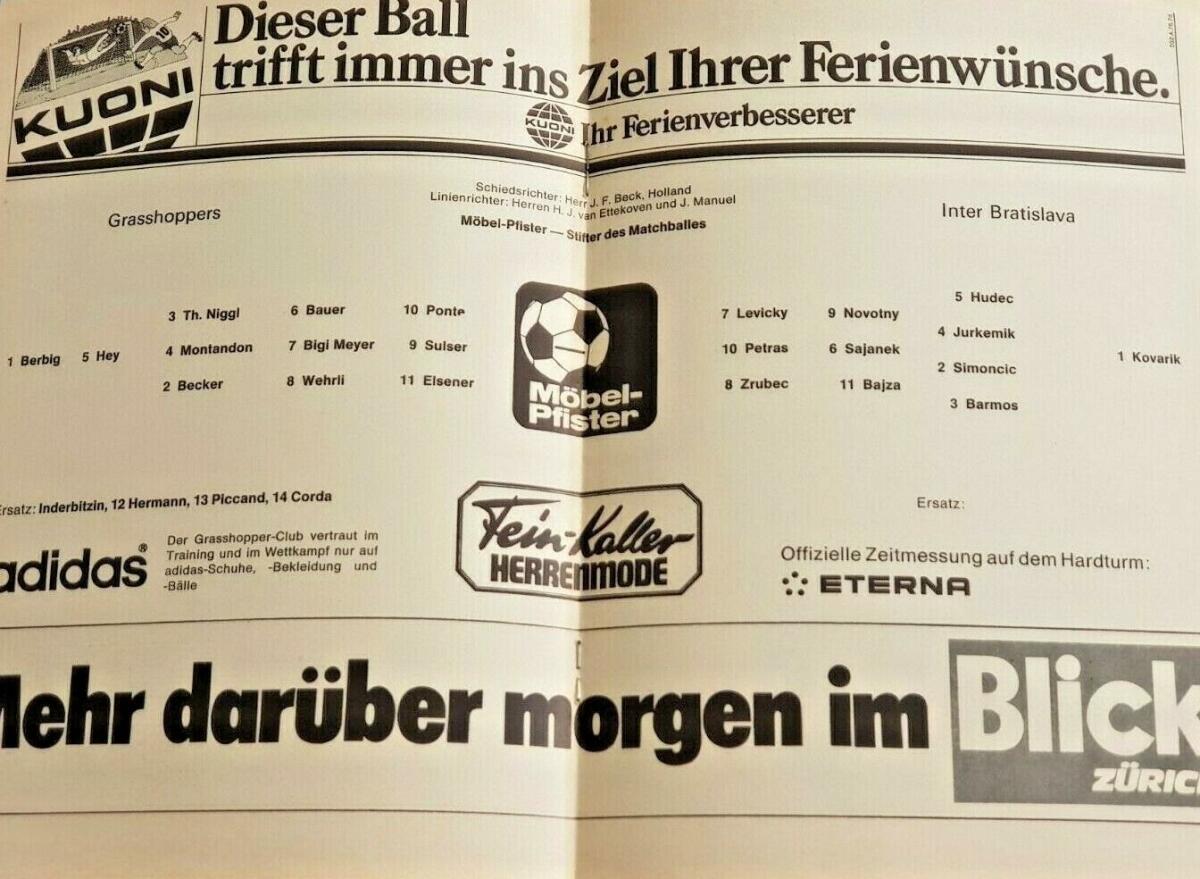 Dieser Ball
trifft immer ins Ziel Ihrer Ferienwünsche.
KUONI
KUONI Ihr Ferienverbesserer
Schiedsrichter: Herr J. F. Beck, Holland
Linienrichter: Herren H. J. van Ettekoven und J. Manuel
Möbel-Pfister — Stifter des Matchballes
Grasshoppers
Inter Bratislava
1 Berbig
5 Hey
3 Th. Niggl
4 Montandon
2 Becker
6 Bauer
7 Bigi Meyer
8 Wehrli
10 Ponte
9 Sulser
11 Elsener
Möbel-
Pfister
7 Levicky
10 Petras
8 Zrubec
9 Novotny
6 Sajanek
11 Bajza
5 Hudec
4 Jurkemik
2 Simoncic
3 Barmos
1 Kovarik
Ersatz: Inderbitzin, 12 Hermann, 13 Piccand, 14 Corda
Ersatz:
adidas®
Der Grasshopper-Club vertraut im
Training und im Wettkampf nur auf
adidas-Schuhe, -Bekleidung und
-Bälle
Fein-Kaller
HERRENMODE
Offizielle Zeitmessung auf dem Hardturm:
ETERNA
Mehr darüber morgen im Blick
ZÜRICH